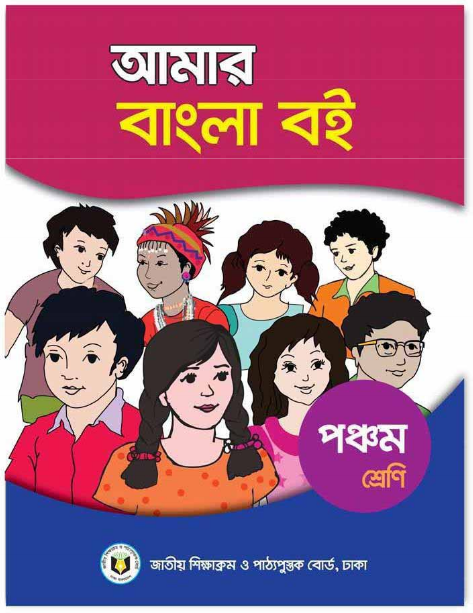 আমার
বাংলা বই
পঞ্চম
শ্রেণি
জাতীয় শিক্ষাক্রম ও পাঠ্যপুস্তক বোর্ড, ঢাকা